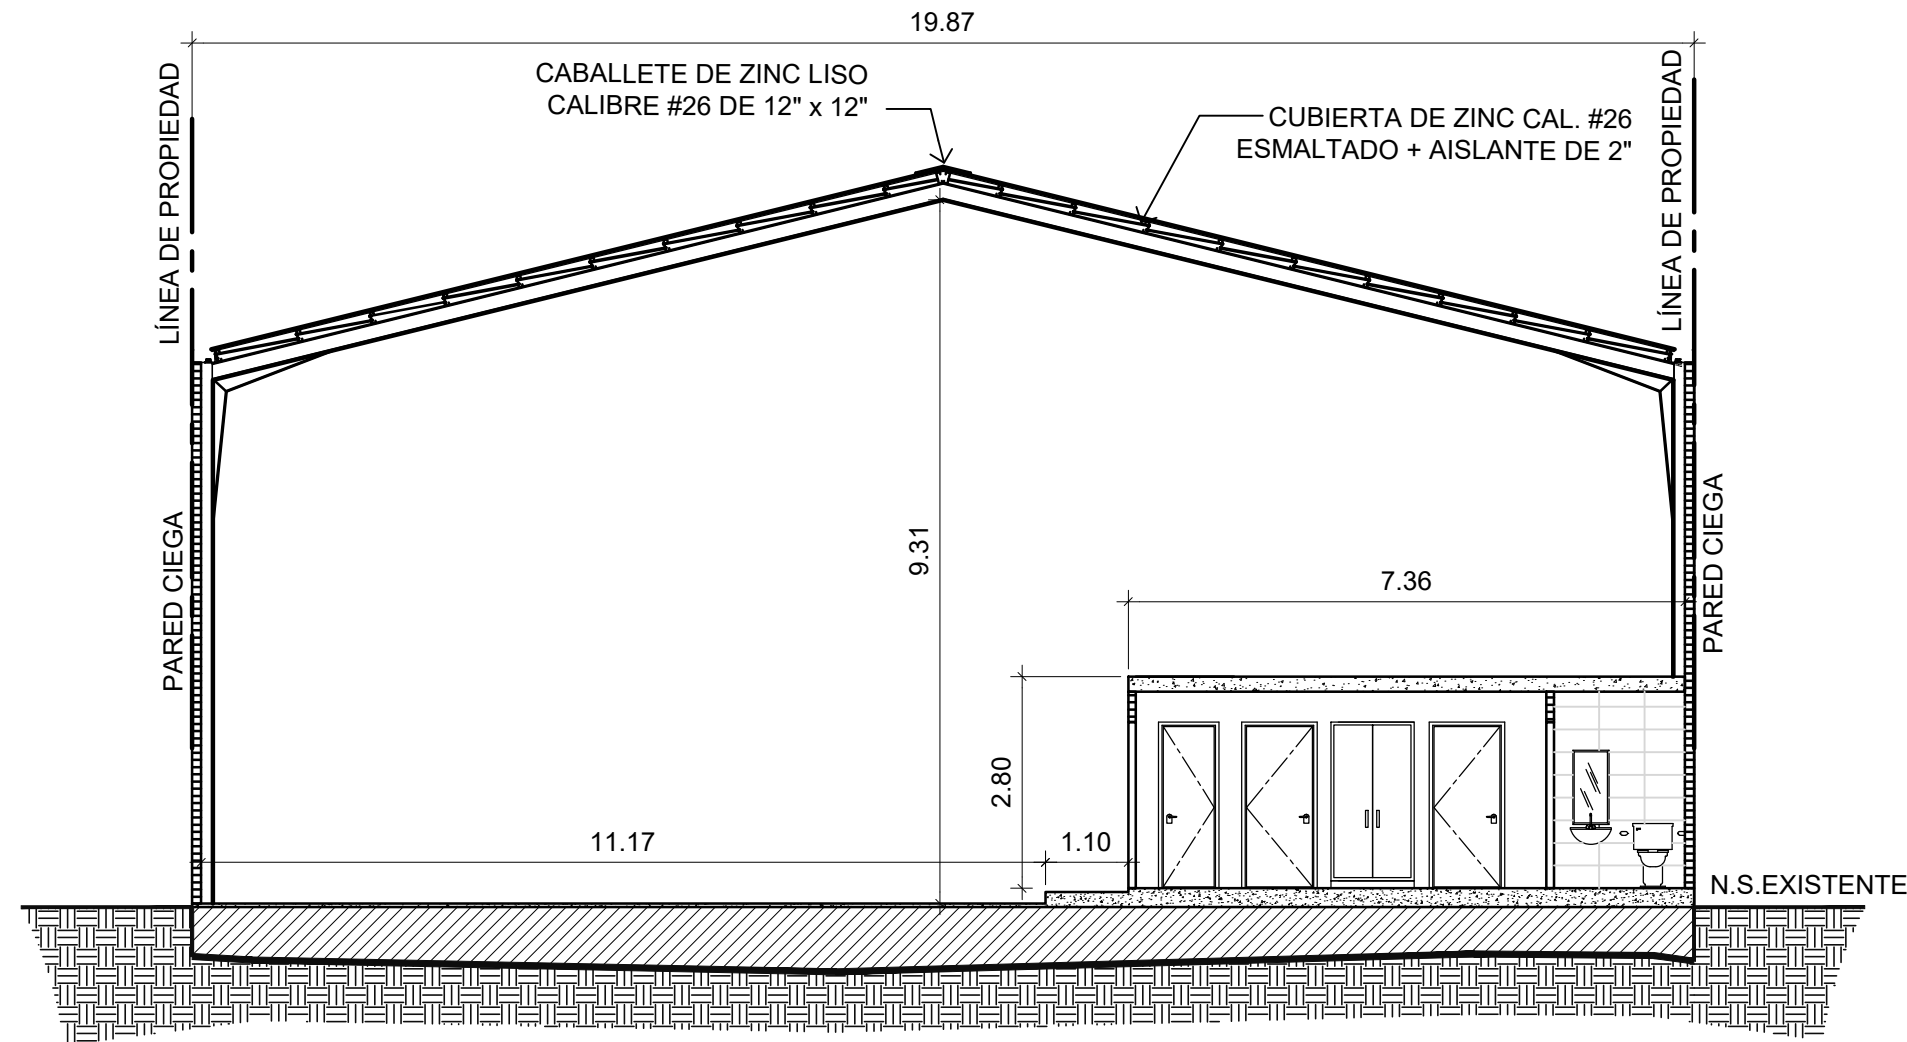 19.87
CABALLETE DE ZINC LISO
CALIBRE #26 DE 12" x 12"
CUBIERTA DE ZINC CAL. #26
ESMALTADO + AISLANTE DE 2"
LÍNEA DE PROPIEDAD
LÍNEA DE PROPIEDAD
PARED CIEGA
PARED CIEGA
9.31
7.36
2.80
11.17
1.10
N.S.EXISTENTE